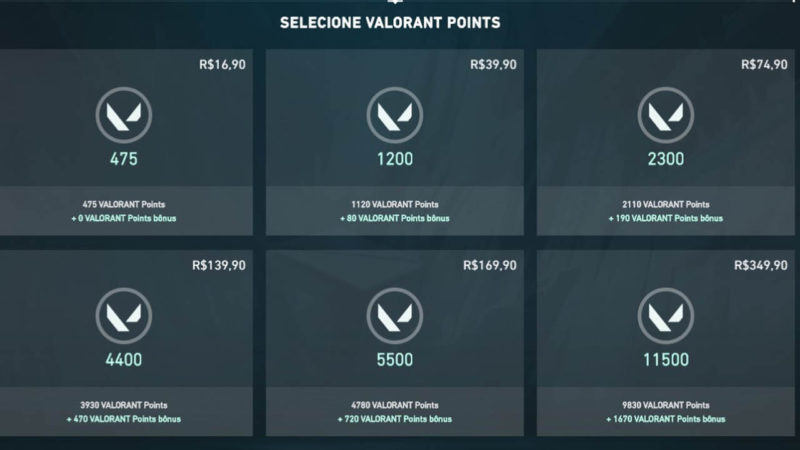 SELECIONE VALORANT POINTS
R$16,90
475
475 VALORANT Points
+ 0 VALORANT Points bônus
R$39,90
1200
1120 VALORANT Points
+ 80 VALORANT Points bônus
R$74,90
2300
2110 VALORANT Points
+ 190 VALORANT Points bônus
R$139,90
4400
3930 VALORANT Points
+ 470 VALORANT Points bônus
R$169,90
5500
4780 VALORANT Points
+ 720 VALORANT Points bônus
R$349,90
11500
9830 VALORANT Points
+ 1670 VALORANT Points bônus